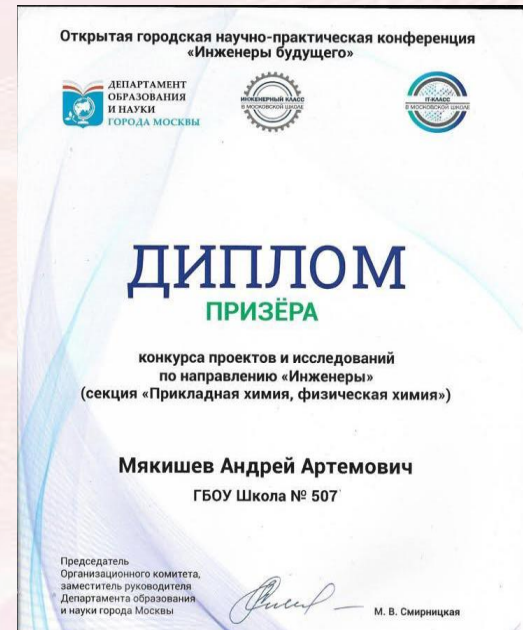 Открытая городская научно-практическая конференция
«Инженеры будущего»
ДЕПАРТАМЕНТ
ОБРАЗОВАНИЯ
И НАУКИ
ГОРОДА МОСКВЫ
ИНЖЕНЕРНЫЙ КЛАСС
В МОСКОВСКОЙ ШКОЛЕ
IT-КЛАСС
В МОСКОВСКОЙ ШКОЛЕ
ДИПЛОМ
ПРИЗЁРА
конкурса проектов и исследований
по направлению «Инженеры»
(секция «Прикладная химия, физическая химия»)
Мякишев Андрей Артемович
ГБОУ Школа № 507
Председатель
Организационного комитета,
заместитель руководителя
Департамента образования
и науки города Москвы
М. В. Смирницкая